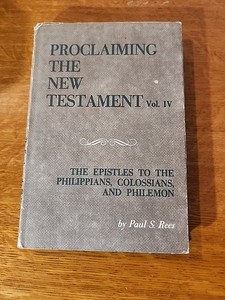 PROCLAIMING
THE
NEW
TESTAMENT Vol. IV
THE EPISTLES TO THE
PHILIPPIANS, COLOSSIANS,
AND PHILEMON
by Paul S. Rees